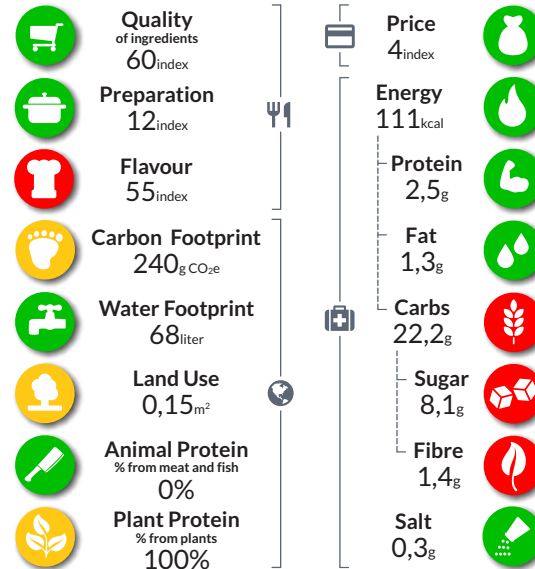 Quality
of ingredients
60index
Preparation
12index
Flavour
55index
Carbon Footprint
240g CO₂e
Water Footprint
68liter
Land Use
0,15m²
Animal Protein
% from meat and fish
0%
Plant Protein
% from plants
100%
Price
4index
Energy
111kcal
Protein
2,5g
Fat
1,3g
Carbs
22,2g
Sugar
8,1g
Fibre
1,4g
Salt
0,3g